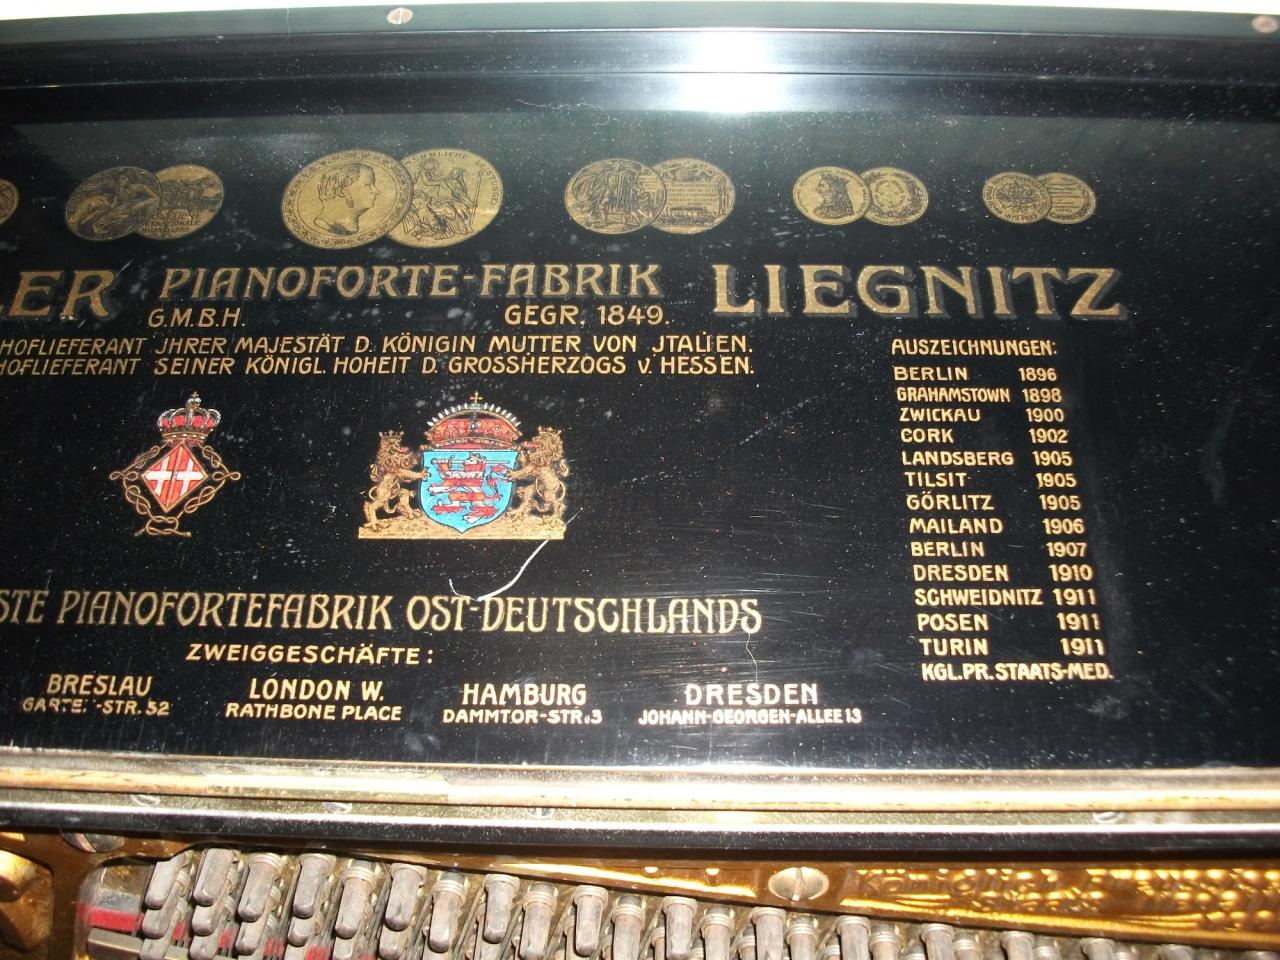 LER PIANOFORTE-FABRIK LIEGNITZ
G.M.B.H. GEGR. 1849.
HOFLIEFERANT JHRER MAJESTÄT D. KÖNIGIN MUTTER VON JTALIEN.
HOFLIEFERANT SEINER KÖNIGL. HOHEIT D. GROSSHERZOGS v. HESSEN.
STE PIANOFORTEFABRIK OST-DEUTSCHLANDS
ZWEIGGESCHÄFTE:
BRESLAU
GARTEN-STR. 52
LONDON W.
RATHBONE PLACE
HAMBURG
DAMMTOR-STR. 3
DRESDEN
JOHANN-GEORGEN-ALLEE 13
AUSZEICHNUNGEN:
BERLIN 1896
GRAHAMSTOWN 1898
ZWICKAU 1900
CORK 1902
LANDSBERG 1905
TILSIT 1905
GÖRLITZ 1905
MAILAND 1906
BERLIN 1907
DRESDEN 1910
SCHWEIDNITZ 1911
POSEN 1911
TURIN 1911
KGL. PR. STAATS-MED.